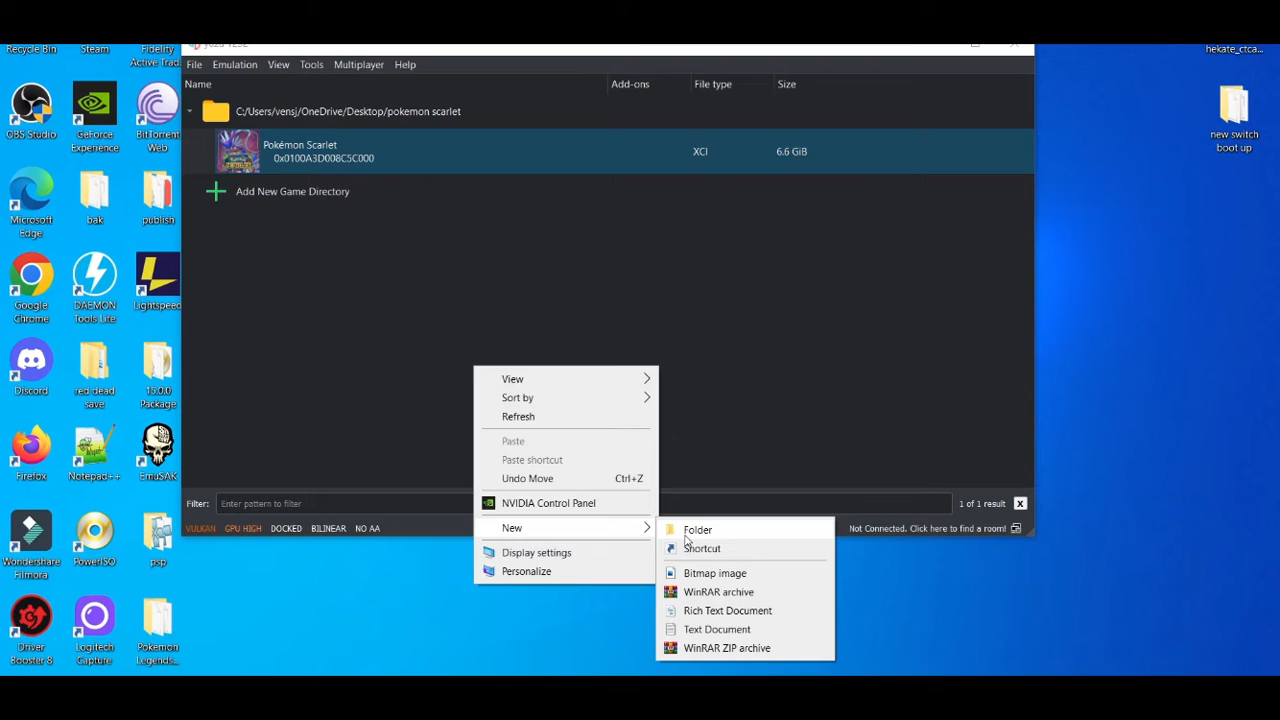 Recycle Bin
Steam
Fidelity
Active Trad...
OBS Studio
GeForce
Experience
BitTorrent
Web
Microsoft
Edge
bak
publish
Google
Chrome
DAEMON
Tools Lite
Lightspeed
Discord
red dead
save
15.0.0
Package
Firefox
Notepad++
EmuSAK
Wondershare
Filmora
PowerISO
psp
Driver
Booster 8
Logitech
Capture
Pokemon
Legends...
File Emulation View Tools Multiplayer Help
Name Add-ons File type Size
C:/Users/vensj/OneDrive/Desktop/pokemon scarlet
Pokémon Scarlet
0x0100A3D008C5C000
XCI 6.6 GiB
Add New Game Directory
Filter: Enter pattern to filter 1 of 1 result X
VULKAN GPU HIGH DOCKED BILINEAR NO AA Not Connected. Click here to find a room!
View
Sort by
Refresh
Paste
Paste shortcut
Undo Move Ctrl+Z
NVIDIA Control Panel
New
Display settings
Personalize
Folder
Shortcut
Bitmap image
WinRAR archive
Rich Text Document
Text Document
WinRAR ZIP archive
hekate_ctca...
new switch
boot up